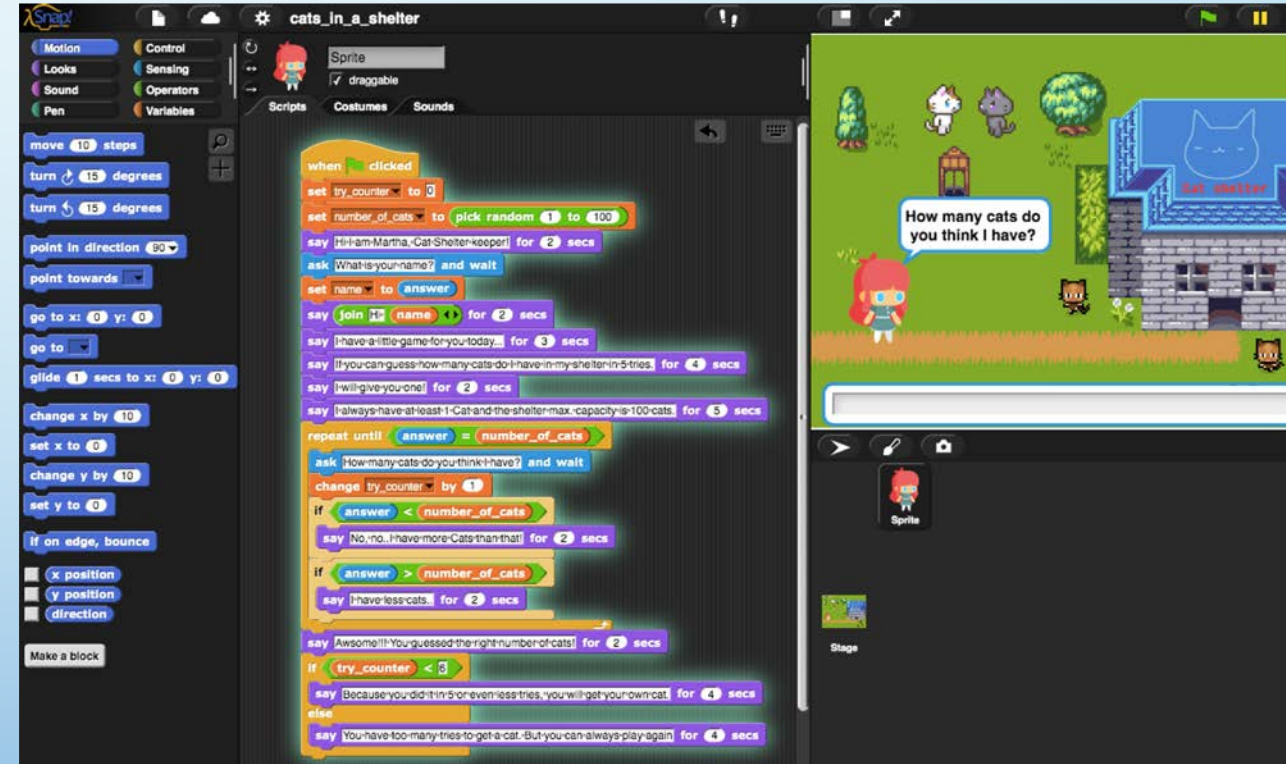 Snap!
cats_in_a_shelter
Motion Control
Looks Sensing
Sound Operators
Pen Variables
Sprite
draggable
Scripts Costumes Sounds
move 10 steps
turn 15 degrees
turn 15 degrees
point in direction 90
point towards
go to x: 0 y: 0
go to
glide 1 secs to x: 0 y: 0
change x by 10
set x to 0
change y by 10
set y to 0
if on edge, bounce
x position
y position
direction
Make a block
when clicked
set try_counter to 0
set number_of_cats to pick random 1 to 100
say Hi-I-am-Martha,-Cat-Shelter-keeper! for 2 secs
ask What-is-your-name? and wait
set name to answer
say join Hi- name for 2 secs
say I-have-a-little-game-for-you-today... for 3 secs
say If-you-can-guess-how-many-cats-do-I-have-in-my-shelter-in-5-tries. for 4 secs
say I-will-give-you-one! for 2 secs
say I-always-have-at-least-1-Cat-and-the-shelter-max.-capacity-is-100-cats. for 5 secs
repeat until answer = number_of_cats
ask How-many-cats-do-you-think-I-have? and wait
change try_counter by 1
if answer < number_of_cats
say No,-no..I-have-more-Cats-than-that! for 2 secs
if answer > number_of_cats
say I-have-less-cats.. for 2 secs
say Awsome!!!-You-guessed-the-right-number-of-cats! for 2 secs
if try_counter < 6
say Because-you-did-it-in-5-or-even-less-tries,-you-will-get-your-own-cat. for 4 secs
else
say You-have-too-many-tries-to-get-a-cat.-But-you-can-always-play-again for 4 secs
How many cats do
you think I have?
Cat shelter
Sprite
Stage